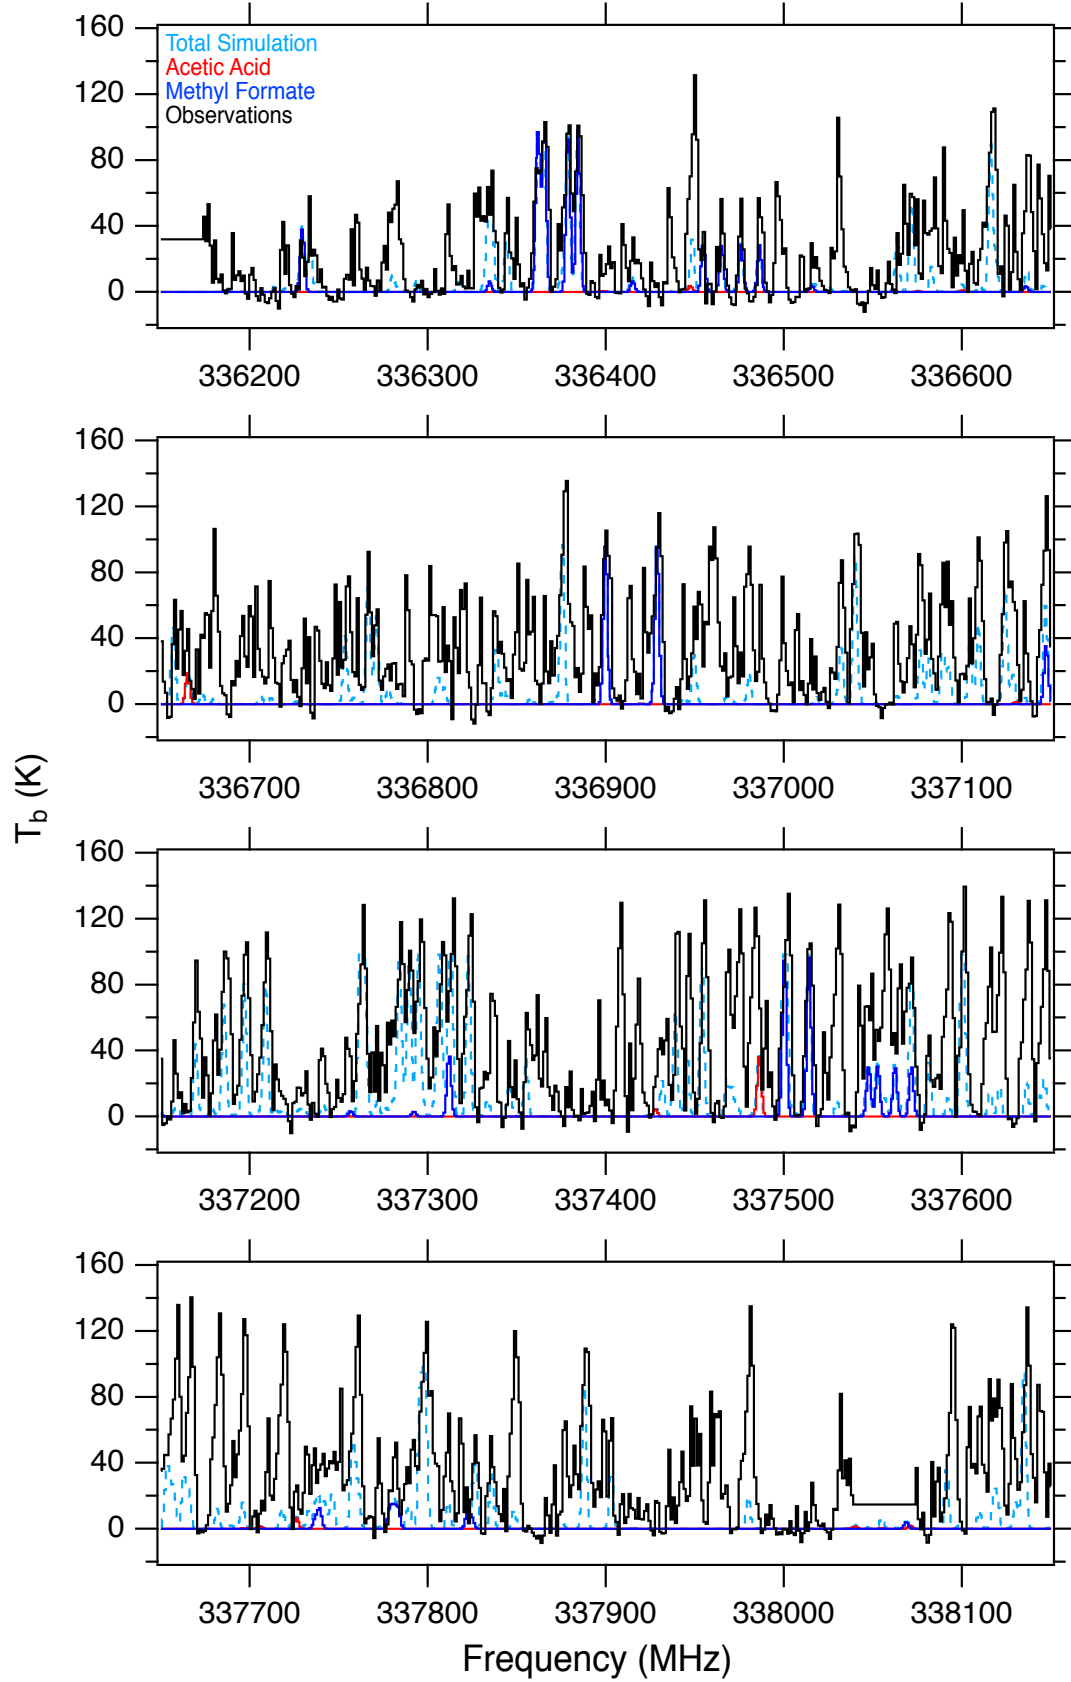 160
120
80
40
0
Total Simulation
Acetic Acid
Methyl Formate
Observations
336200 336300 336400 336500 336600
160
120
80
40
0
336700 336800 336900 337000 337100
T_b (K)
160
120
80
40
0
337200 337300 337400 337500 337600
160
120
80
40
0
337700 337800 337900 338000 338100
Frequency (MHz)